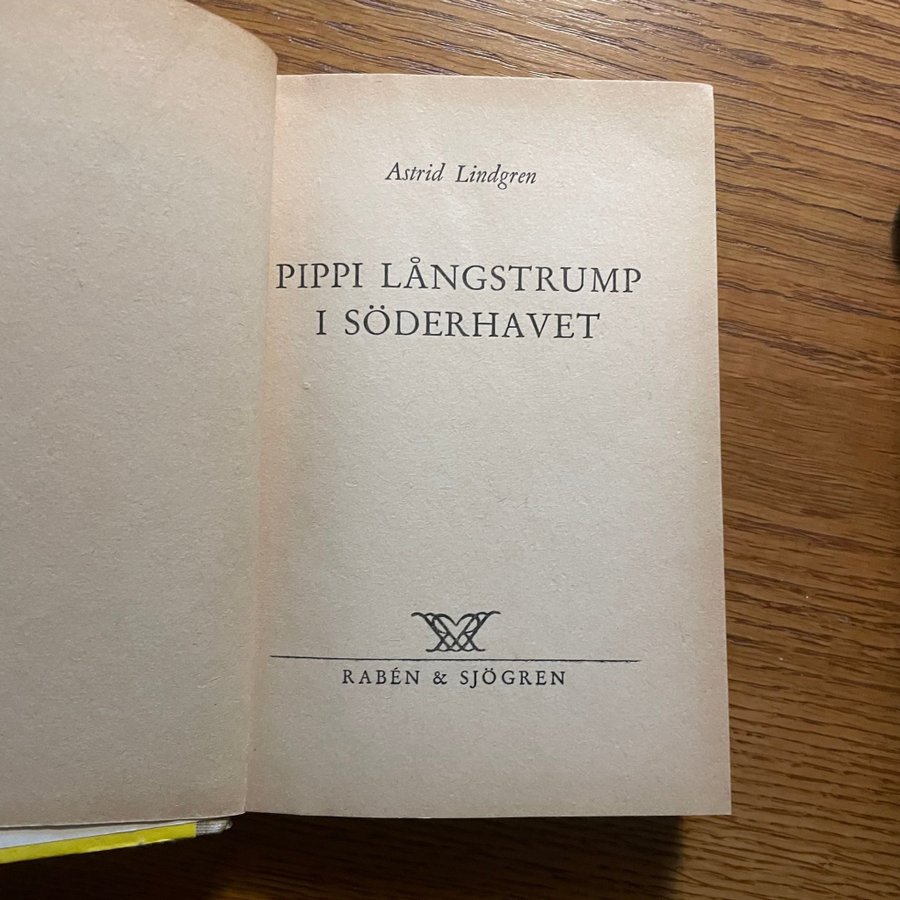 Astrid Lindgren
PIPPI LÅNGSTRUMP
I SÖDERHAVET
RABÉN & SJÖGREN